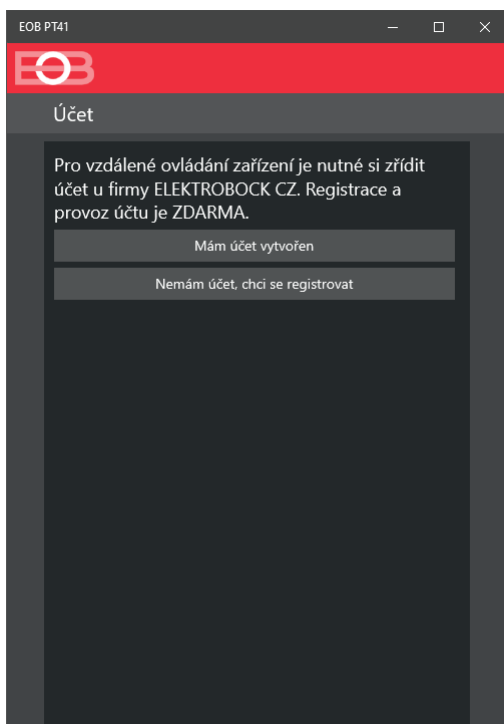 EOB PT41
EOB
Účet
Pro vzdálené ovládání zařízení je nutné si zřídit
účet u firmy ELEKTROBOCK CZ. Registrace a
provoz účtu je ZDARMA.
Mám účet vytvořen
Nemám účet, chci se registrovat